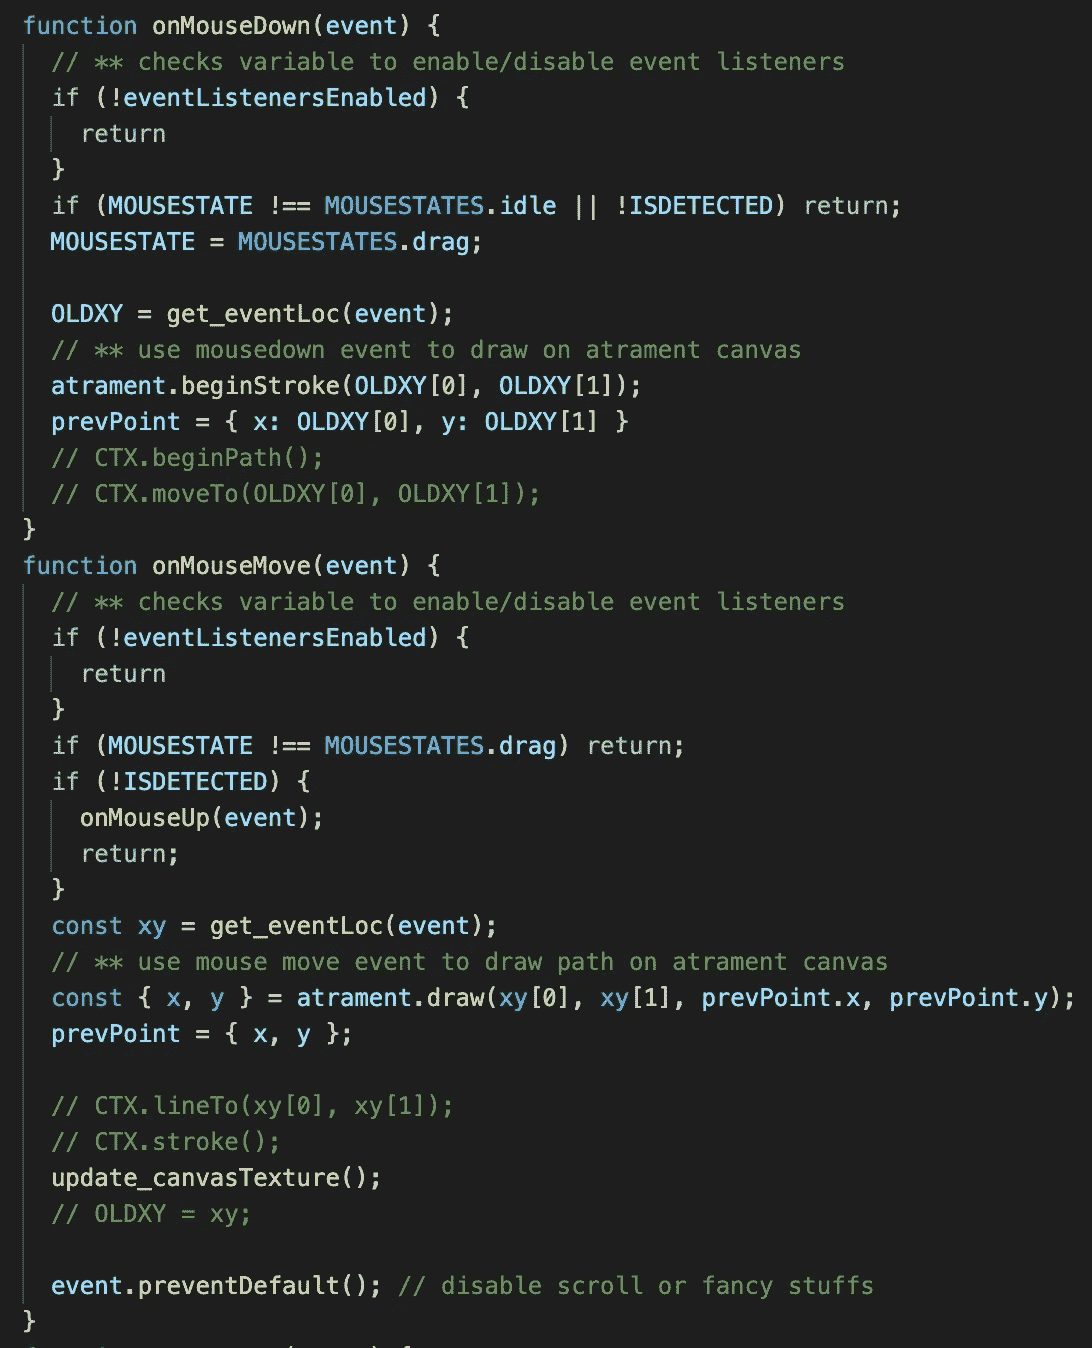 function onMouseDown(event) {
// ** checks variable to enable/disable event listeners
if (!eventListenersEnabled) {
return
}
if (MOUSESTATE !== MOUSESTATES.idle || !ISDETECTED) return;
MOUSESTATE = MOUSESTATES.drag;
OLDXY = get_eventLoc(event);
// ** use mousedown event to draw on atrament canvas
atrament.beginStroke(OLDXY[0], OLDXY[1]);
prevPoint = { x: OLDXY[0], y: OLDXY[1] }
// CTX.beginPath();
// CTX.moveTo(OLDXY[0], OLDXY[1]);
}
function onMouseMove(event) {
// ** checks variable to enable/disable event listeners
if (!eventListenersEnabled) {
return
}
if (MOUSESTATE !== MOUSESTATES.drag) return;
if (!ISDETECTED) {
onMouseUp(event);
return;
}
const xy = get_eventLoc(event);
// ** use mouse move event to draw path on atrament canvas
const { x, y } = atrament.draw(xy[0], xy[1], prevPoint.x, prevPoint.y);
prevPoint = { x, y };
// CTX.lineTo(xy[0], xy[1]);
// CTX.stroke();
update_canvasTexture();
// OLDXY = xy;
event.preventDefault(); // disable scroll or fancy stuffs
}